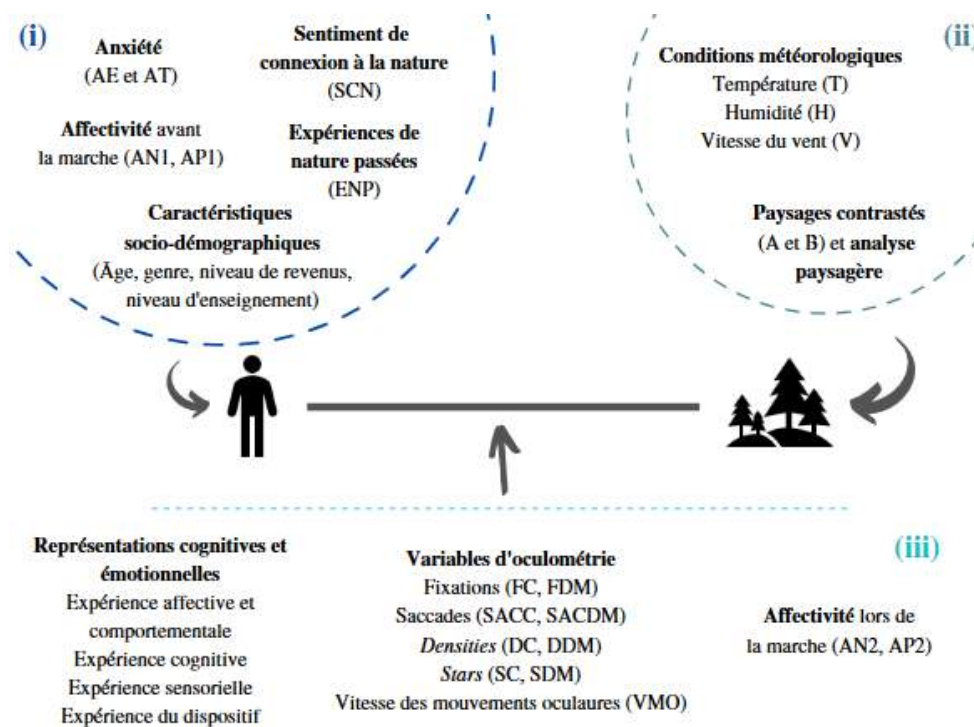 (i)
Anxiété
(AE et AT)
Sentiment de
connexion à la nature
(SCN)
Affectivité avant
la marche (AN1, AP1)
Expériences de
nature passées
(ENP)
Caractéristiques
socio-démographiques
(Âge, genre, niveau de revenus,
niveau d'enseignement)
(ii)
Conditions météorologiques
Température (T)
Humidité (H)
Vitesse du vent (V)
Paysages contrastés
(A et B) et analyse
paysagère
(iii)
Représentations cognitives et
émotionnelles
Expérience affective et
comportementale
Expérience cognitive
Expérience sensorielle
Expérience du dispositif
Variables d'oculométrie
Fixations (FC, FDM)
Saccades (SACC, SACDM)
Densities (DC, DDM)
Stars (SC, SDM)
Vitesse des mouvements oculaires (VMO)
Affectivité lors de
la marche (AN2, AP2)